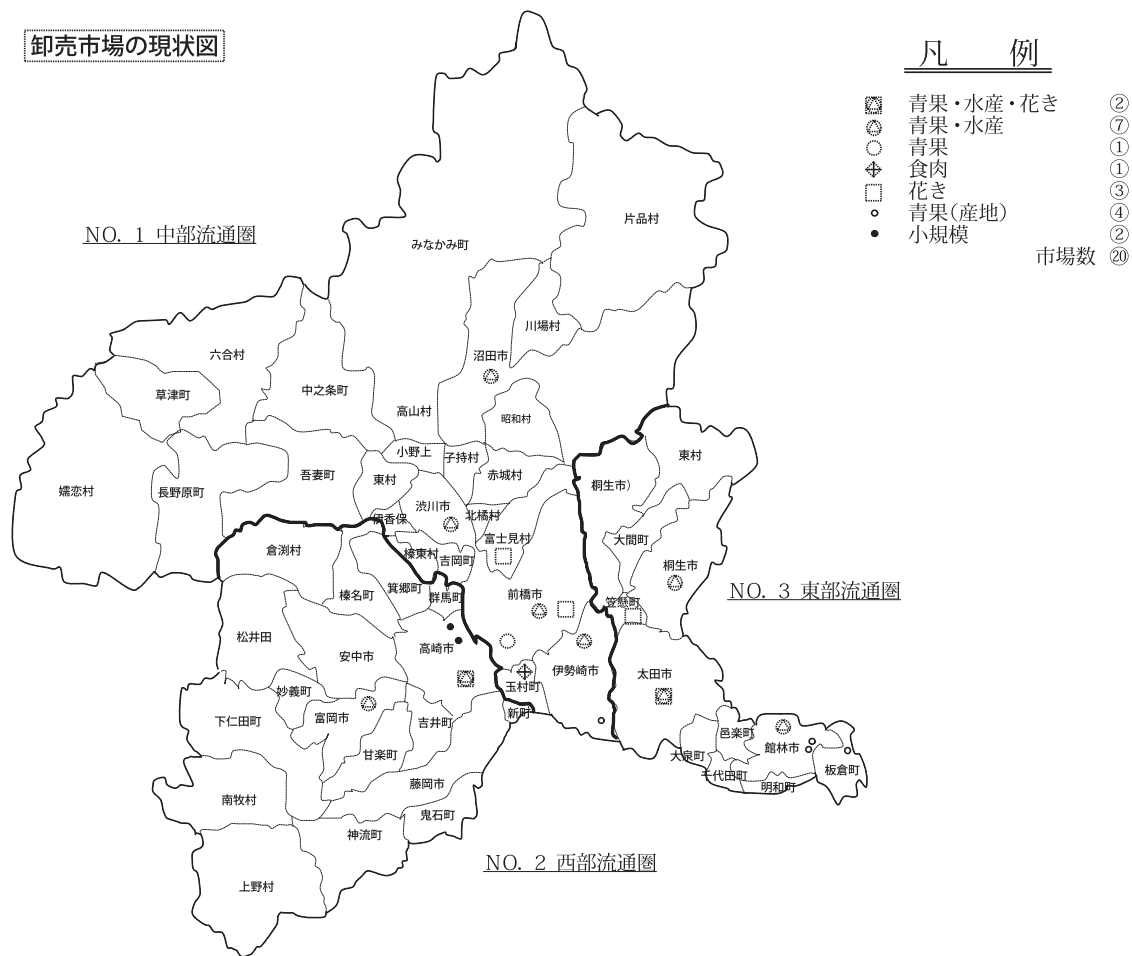 卸売市場の現状図
凡 例
青果・水産・花き ②
青果・水産 ⑦
青果 ①
食肉 ①
花き ③
青果(産地) ④
小規模 ②
市場数 ⑳
NO. 1 中部流通圏
片品村
みなかみ町
川場村
六合村
沼田市
草津町
中之条町
高山村
昭和村
小野上
子持村
東村
嬬恋村
長野原町
吾妻町
東村
赤城村
桐生市)
渋川市
北橘村
伊香保
富士見村
大間町
倉渕村
榛東村
吉岡町
桐生市
NO. 3 東部流通圏
榛名町
箕郷町
群馬町
前橋市
笠懸町
松井田
安中市
高崎市
伊勢崎市
太田市
玉村町
妙義町
新町
下仁田町
富岡市
吉井町
邑楽町
館林市
甘楽町
大泉町
板倉町
千代田町
明和町
藤岡市
南牧村
鬼石町
神流町
NO. 2 西部流通圏
上野村